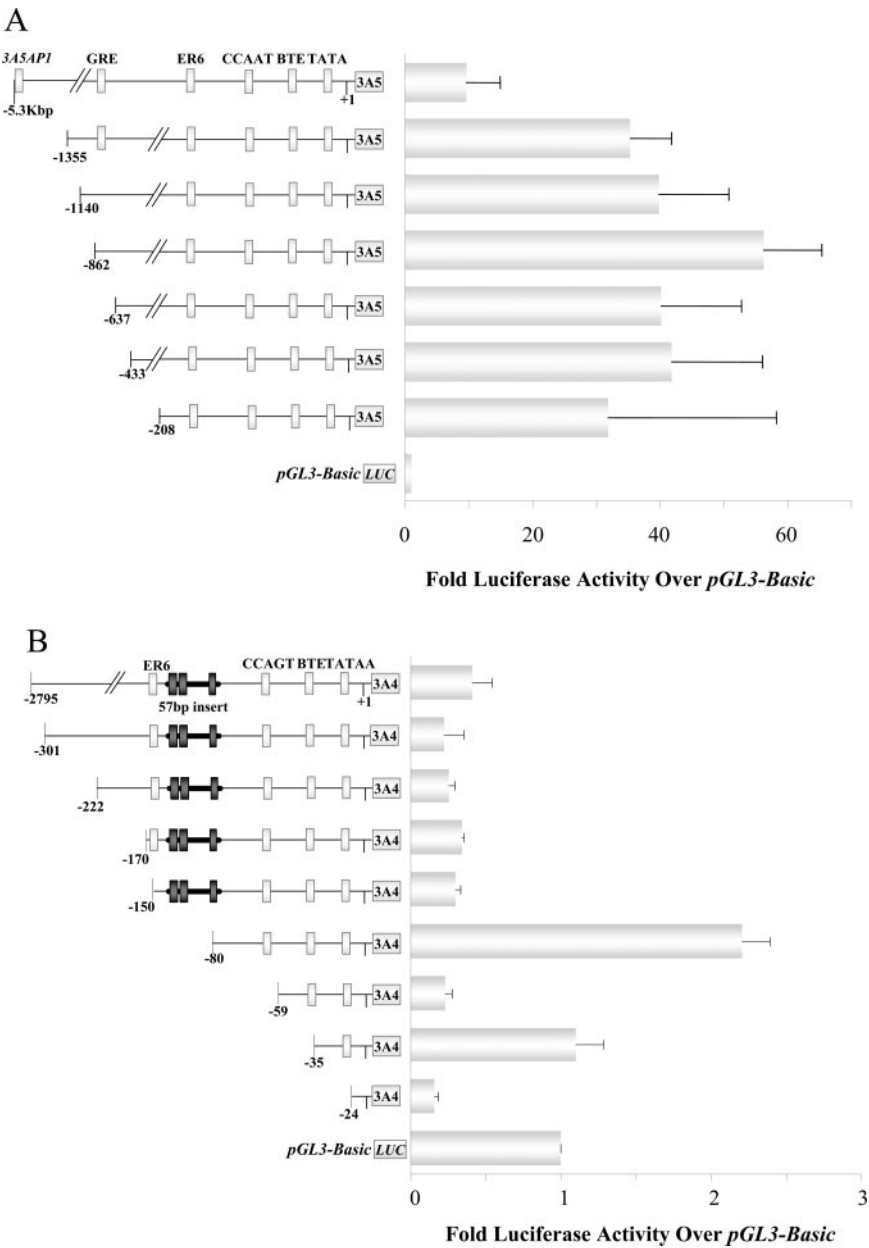 A
3A5AP1 GRE ER6 CCAAT BTE TATA
3A5
+1
-5.3Kbp
3A5
-1355
3A5
-1140
3A5
-862
3A5
-637
3A5
-433
3A5
-208
pGL3-Basic LUC
0 20 40 60
Fold Luciferase Activity Over pGL3-Basic
B
ER6 CCAGT BTETATAA
3A4
-2795 57bp insert +1
3A4
-301
3A4
-222
3A4
-170
3A4
-150
3A4
-80
3A4
-59
3A4
-35
3A4
-24
pGL3-Basic LUC
0 1 2 3
Fold Luciferase Activity Over pGL3-Basic